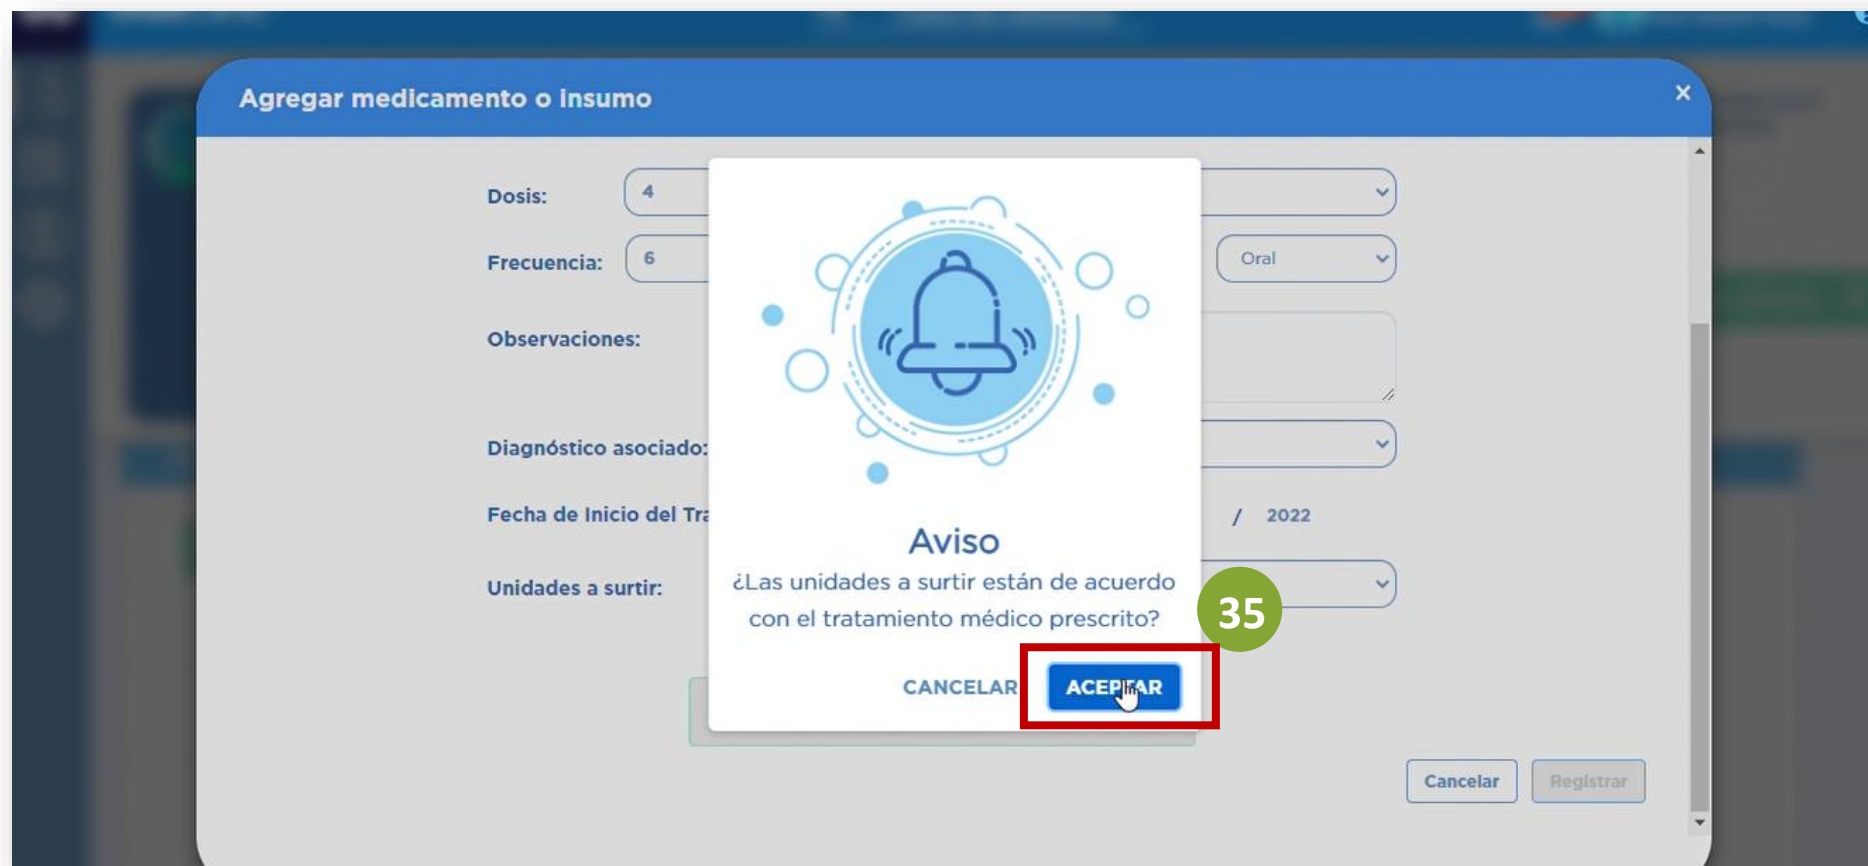 Agregar medicamento o insumo ×
Dosis: 4
Frecuencia: 6 Oral
Observaciones:
Diagnóstico asociado:
Fecha de Inicio del Tra / 2022
Unidades a surtir:
Aviso
¿Las unidades a surtir están de acuerdo
con el tratamiento médico prescrito?
35
CANCELAR ACEPTAR
Cancelar Registrar